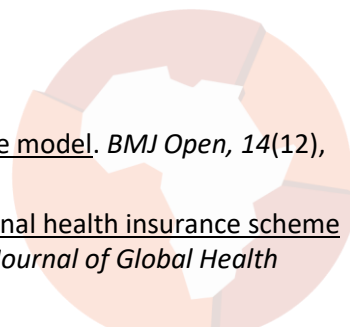 e model. BMJ Open, 14(12),
nal health insurance scheme
Journal of Global Health